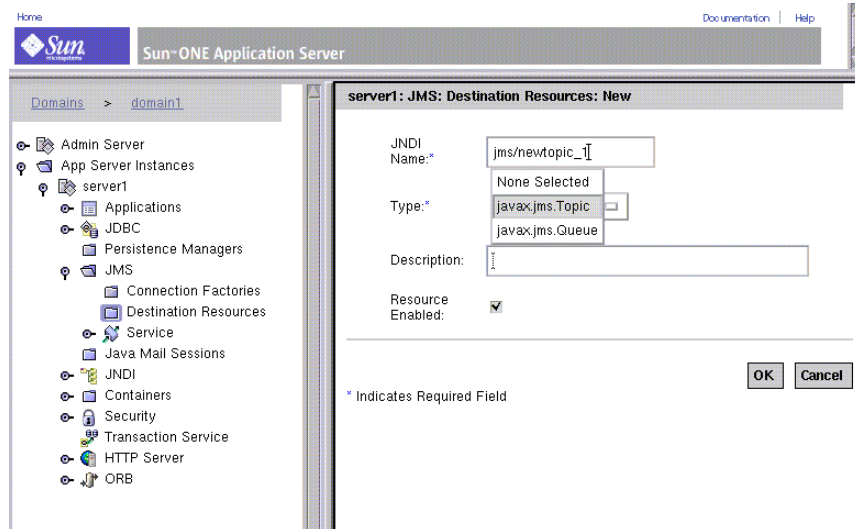 Home
Documentation | Help
Sun
microsystems
Sun™ ONE Application Server
Domains > domain1
Admin Server
App Server Instances
server1
Applications
JDBC
Persistence Managers
JMS
Connection Factories
Destination Resources
Service
Java Mail Sessions
JNDI
Containers
Security
Transaction Service
HTTP Server
ORB
server1: JMS: Destination Resources: New
JNDI
Name:*
jms/newtopic_1
None Selected
Type:*
javax.jms.Topic
javax.jms.Queue
Description:
Resource
Enabled:
OK
Cancel
* Indicates Required Field